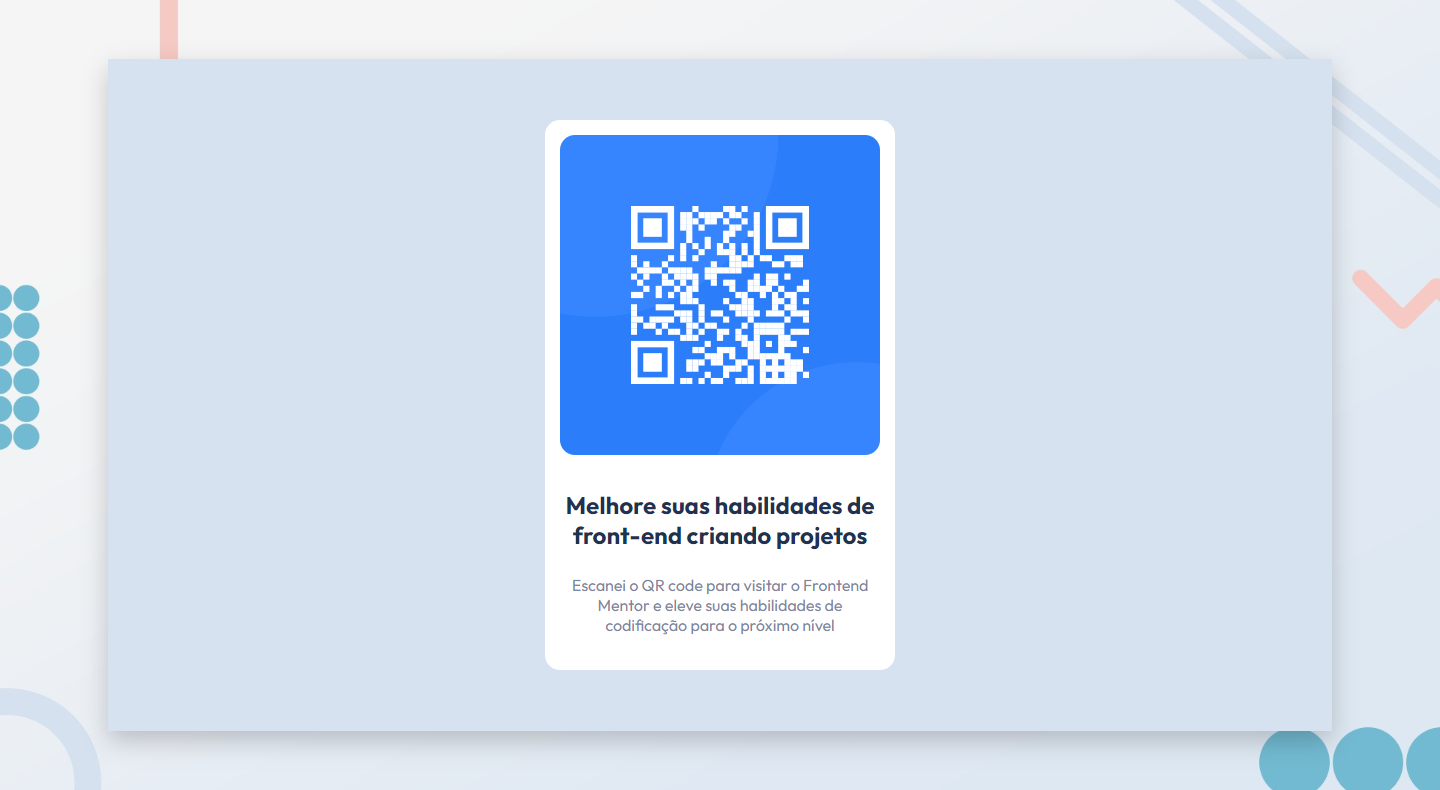 Melhore suas habilidades de
front-end criando projetos
Escanei o QR code para visitar o Frontend
Mentor e eleve suas habilidades de
codificação para o próximo nível